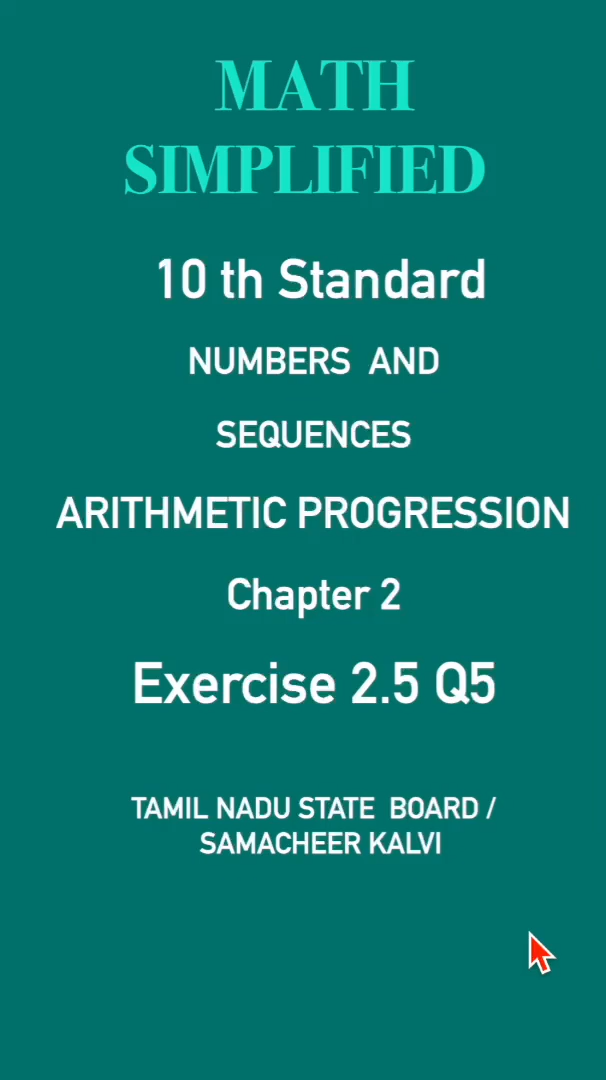 MATH
SIMPLIFIED
10 th Standard
NUMBERS AND
SEQUENCES
ARITHMETIC PROGRESSION
Chapter 2
Exercise 2.5 Q5
TAMIL NADU STATE BOARD /
SAMACHEER KALVI